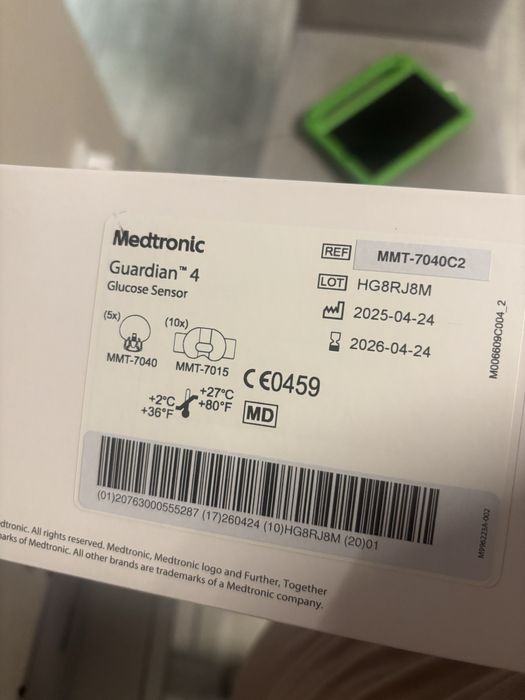 Medtronic
Guardian™ 4
Glucose Sensor
(5x)
MMT-7040
(10x)
MMT-7015
+2°C
+36°F
+27°C
+80°F
CE0459
MD
REF MMT-7040C2
LOT HG8RJ8M
2025-04-24
2026-04-24
M006609C004_2
(01)20763000555287 (17)260424 (10)HG8RJ8M (20)01
M996223A-002
dtronic. All rights reserved. Medtronic, Medtronic logo and Further, Together
arks of Medtronic. All other brands are trademarks of a Medtronic company.